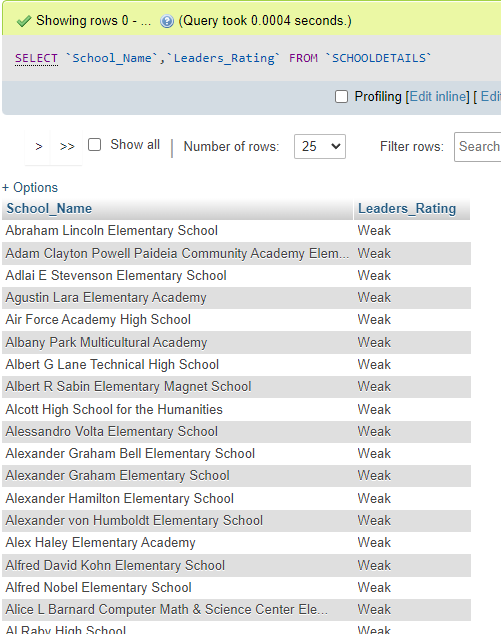 Showing rows 0 - ... (Query took 0.0004 seconds.)
SELECT `School_Name`,`Leaders_Rating` FROM `SCHOOLDETAILS`
Profiling [Edit inline] [ Edi
> >> Show all | Number of rows: 25 Filter rows: Search
+ Options
School_Name Leaders_Rating
Abraham Lincoln Elementary School Weak
Adam Clayton Powell Paideia Community Academy Elem... Weak
Adlai E Stevenson Elementary School Weak
Agustin Lara Elementary Academy Weak
Air Force Academy High School Weak
Albany Park Multicultural Academy Weak
Albert G Lane Technical High School Weak
Albert R Sabin Elementary Magnet School Weak
Alcott High School for the Humanities Weak
Alessandro Volta Elementary School Weak
Alexander Graham Bell Elementary School Weak
Alexander Graham Elementary School Weak
Alexander Hamilton Elementary School Weak
Alexander von Humboldt Elementary School Weak
Alex Haley Elementary Academy Weak
Alfred David Kohn Elementary School Weak
Alfred Nobel Elementary School Weak
Alice L Barnard Computer Math & Science Center Ele... Weak
Al Raby High School Weak